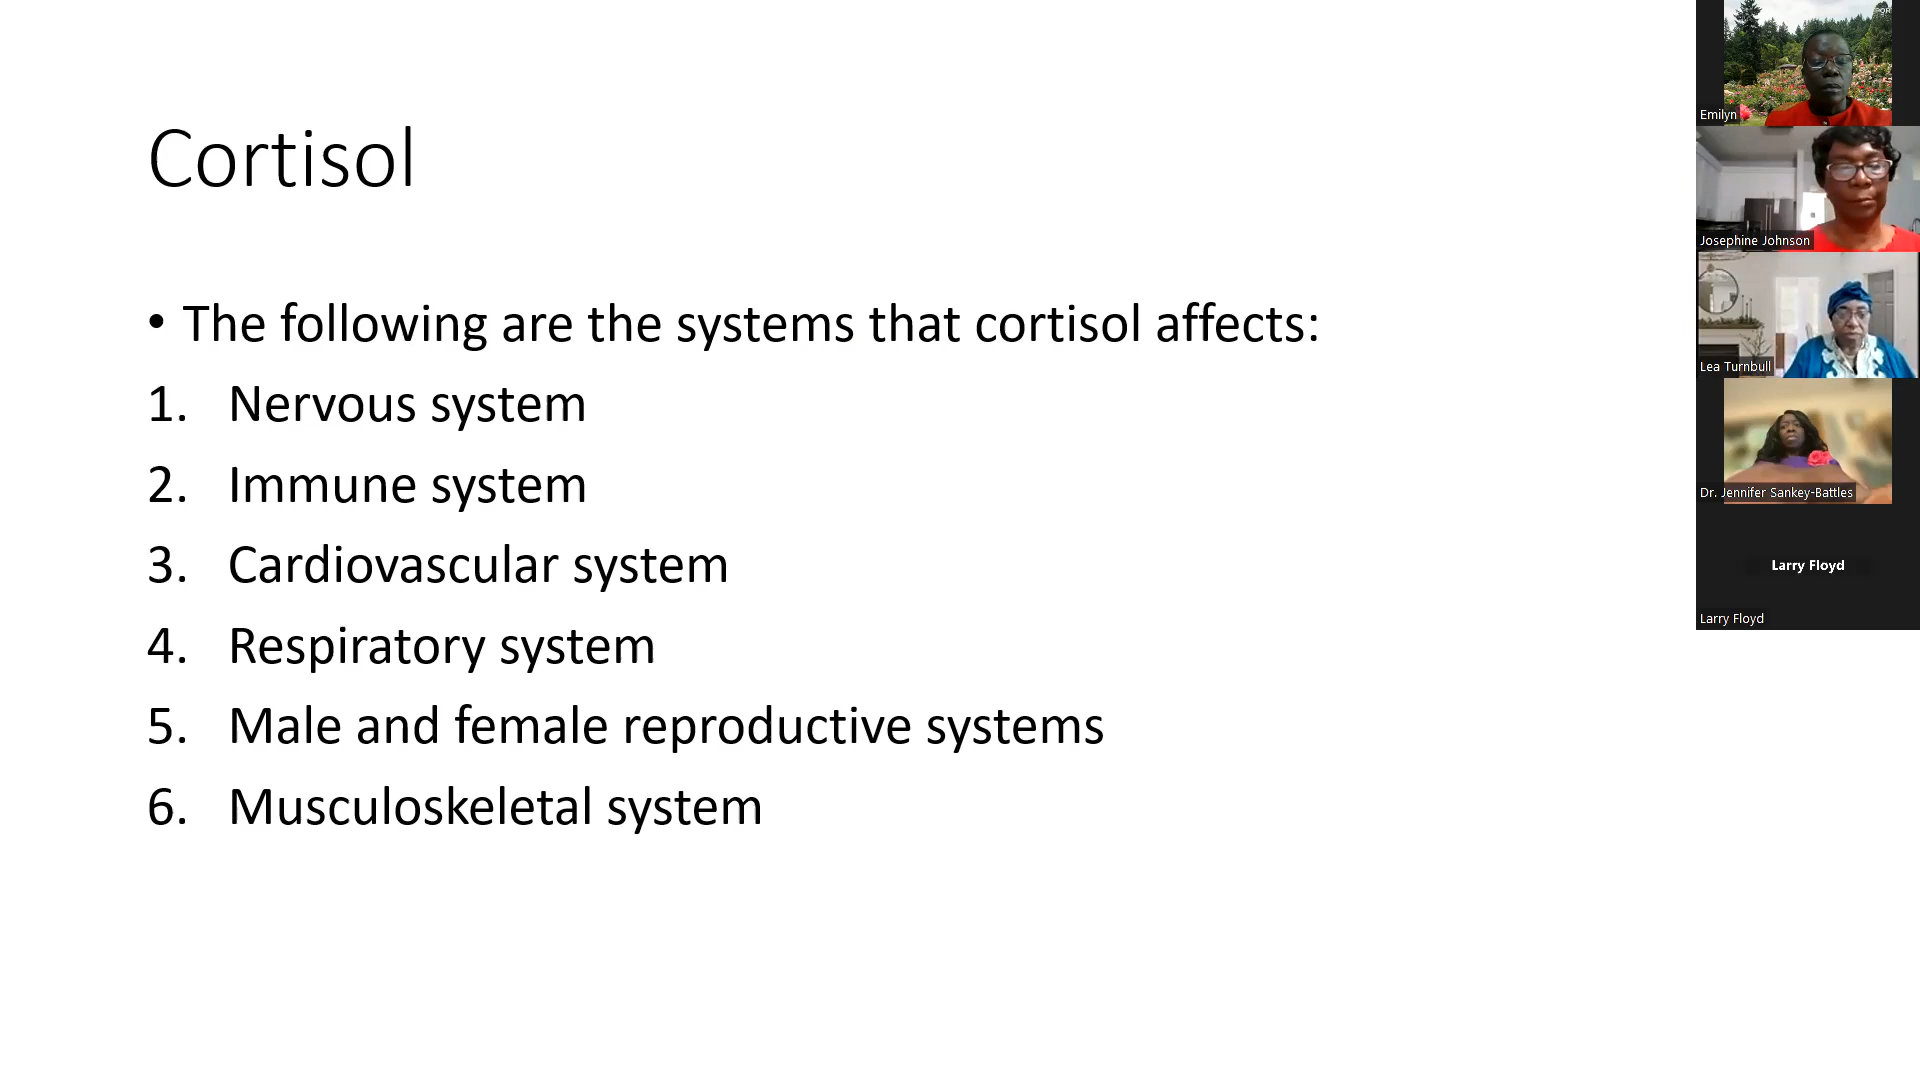 Cortisol
• The following are the systems that cortisol affects:
1. Nervous system
2. Immune system
3. Cardiovascular system
4. Respiratory system
5. Male and female reproductive systems
6. Musculoskeletal system
Emilyn
Josephine Johnson
Lea Turnbull
Dr. Jennifer Sankey-Battles
Larry Floyd
Larry Floyd